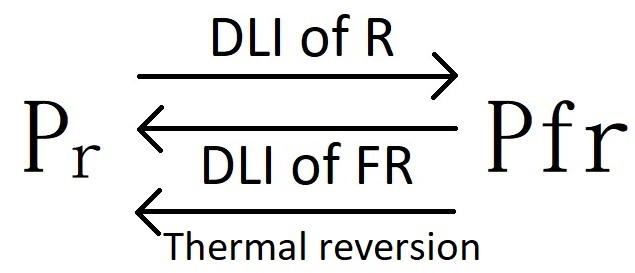 DLI of R
Pr
Pfr
DLI of FR
Thermal reversion